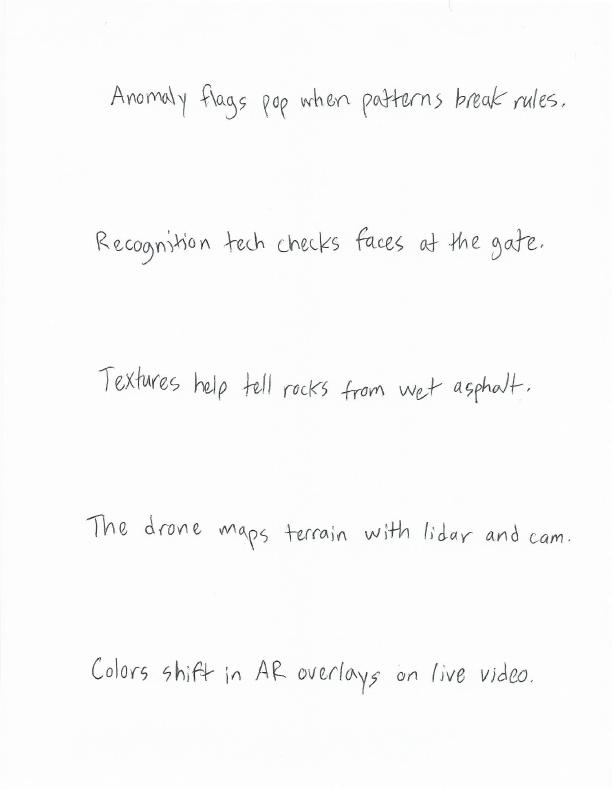 Anomaly flags pop when patterns break rules.
Recognition tech checks faces at the gate.
Textures help tell rocks from wet asphalt.
The drone maps terrain with lidar and cam.
Colors shift in AR overlays on live video.